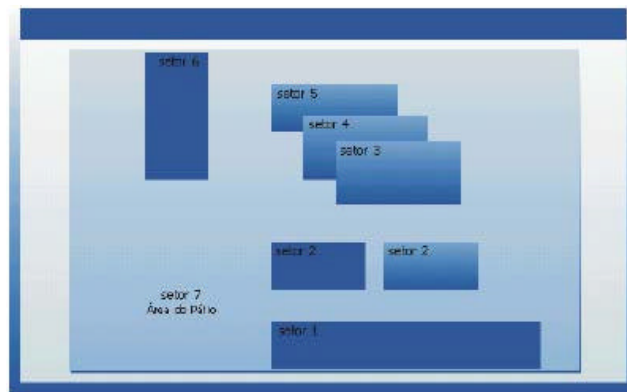 setor 6
setor 5
setor 4
setor 3
setor 2
setor 2
setor 7
Área do Pátio
setor 1